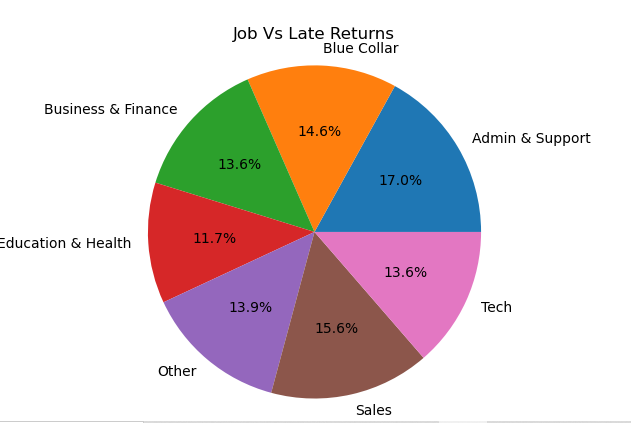 Job Vs Late Returns
Blue Collar
Business & Finance
Admin & Support
14.6%
13.6%
17.0%
Education & Health
11.7%
13.6%
13.9%
15.6%
Tech
Other
Sales